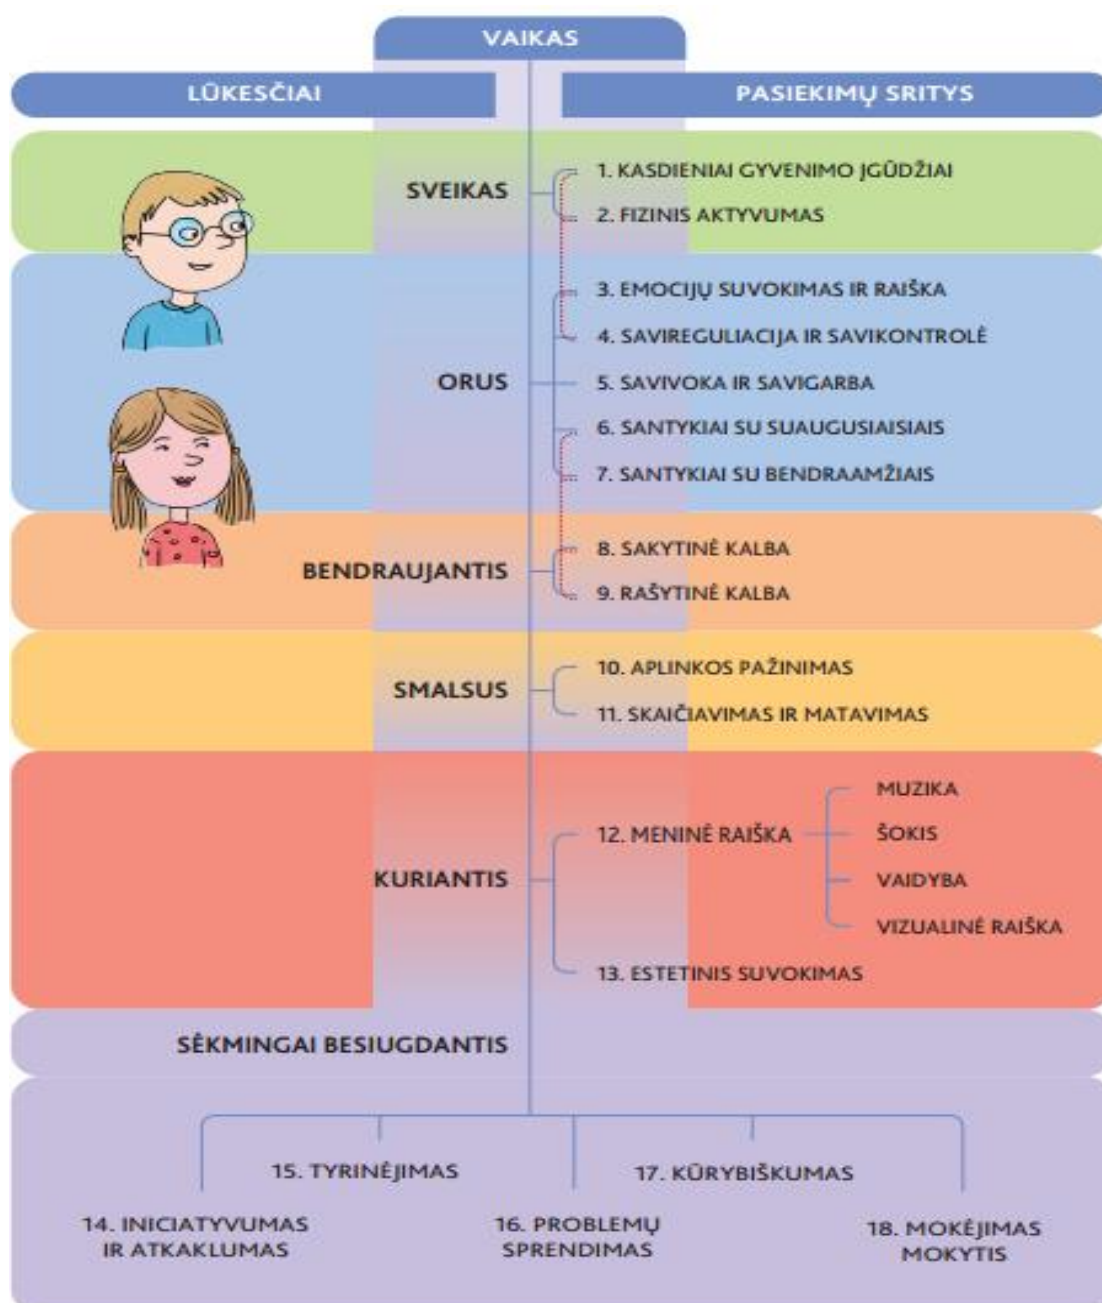 VAIKAS
LŪKESČIAI
PASIEKIMŲ SRITYS
SVEIKAS
1. KASDIENIAI GYVENIMO ĮGŪDŽIAI
2. FIZINIS AKTYVUMAS
ORUS
3. EMOCIJŲ SUVOKIMAS IR RAIŠKA
4. SAVIREGULIACIJA IR SAVIKONTROLĖ
5. SAVIVOKA IR SAVIGARBA
6. SANTYKIAI SU SUAUGUSIAISIAIS
7. SANTYKIAI SU BENDRAAMŽIAIS
BENDRAUJANTIS
8. SAKYTINĖ KALBA
9. RAŠYTINĖ KALBA
SMALSUS
10. APLINKOS PAŽINIMAS
11. SKAIČIAVIMAS IR MATAVIMAS
KURIANTIS
12. MENINĖ RAIŠKA
MUZIKA
ŠOKIS
VAIDYBA
VIZUALINĖ RAIŠKA
13. ESTETINIS SUVOKIMAS
SĖKMINGAI BESIUGDANTIS
14. INICIATYVUMAS
IR ATKAKLUMAS
15. TYRINĖJIMAS
16. PROBLEMŲ
SPRENDIMAS
17. KŪRYBIŠKUMAS
18. MOKĖJIMAS
MOKYTIS